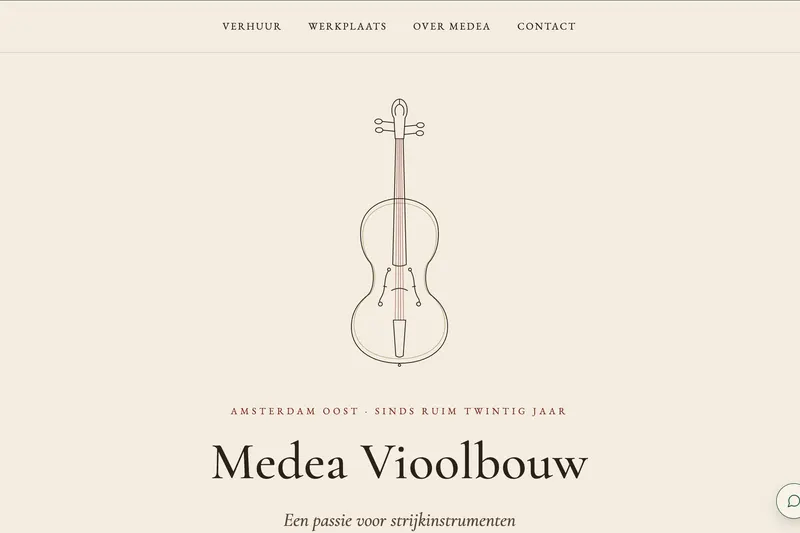 VERHUUR WERKPLAATS OVER MEDEA CONTACT
AMSTERDAM OOST · SINDS RUIM TWINTIG JAAR
Medea Vioolbouw
Een passie voor strijkinstrumenten